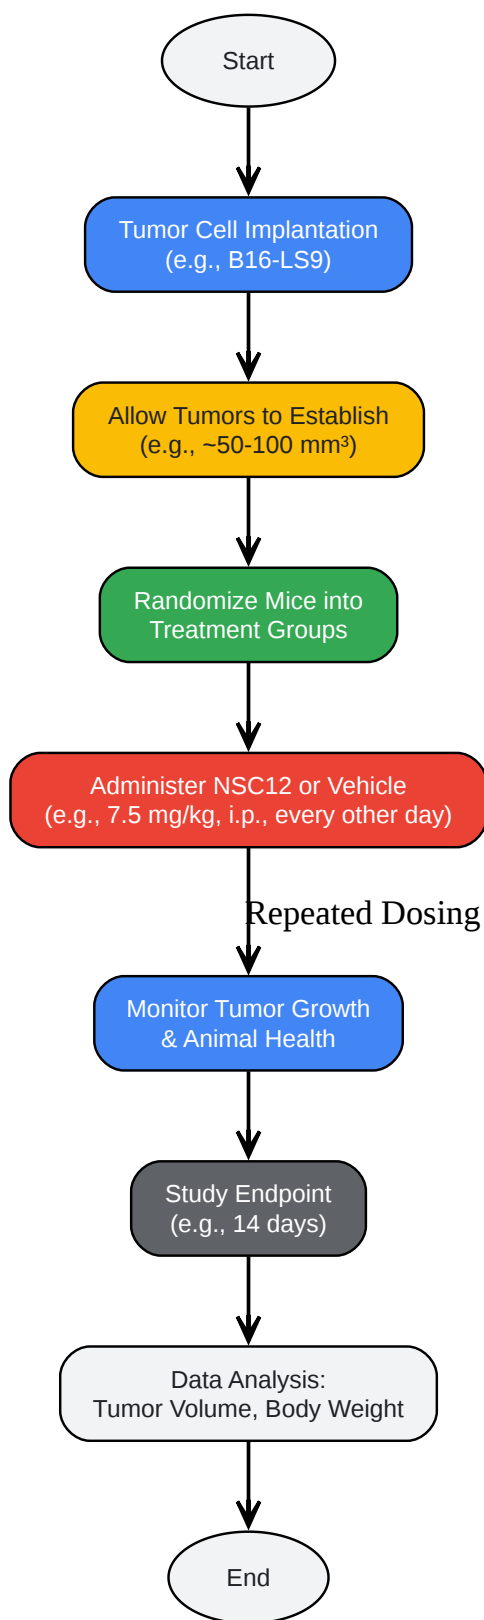 Start
Tumor Cell Implantation
(e.g., B16-LS9)
Allow Tumors to Establish
(e.g., ~50-100 mm³)
Randomize Mice into
Treatment Groups
Administer NSC12 or Vehicle
(e.g., 7.5 mg/kg, i.p., every other day)
Repeated Dosing
Monitor Tumor Growth
& Animal Health
Study Endpoint
(e.g., 14 days)
Data Analysis:
Tumor Volume, Body Weight
End